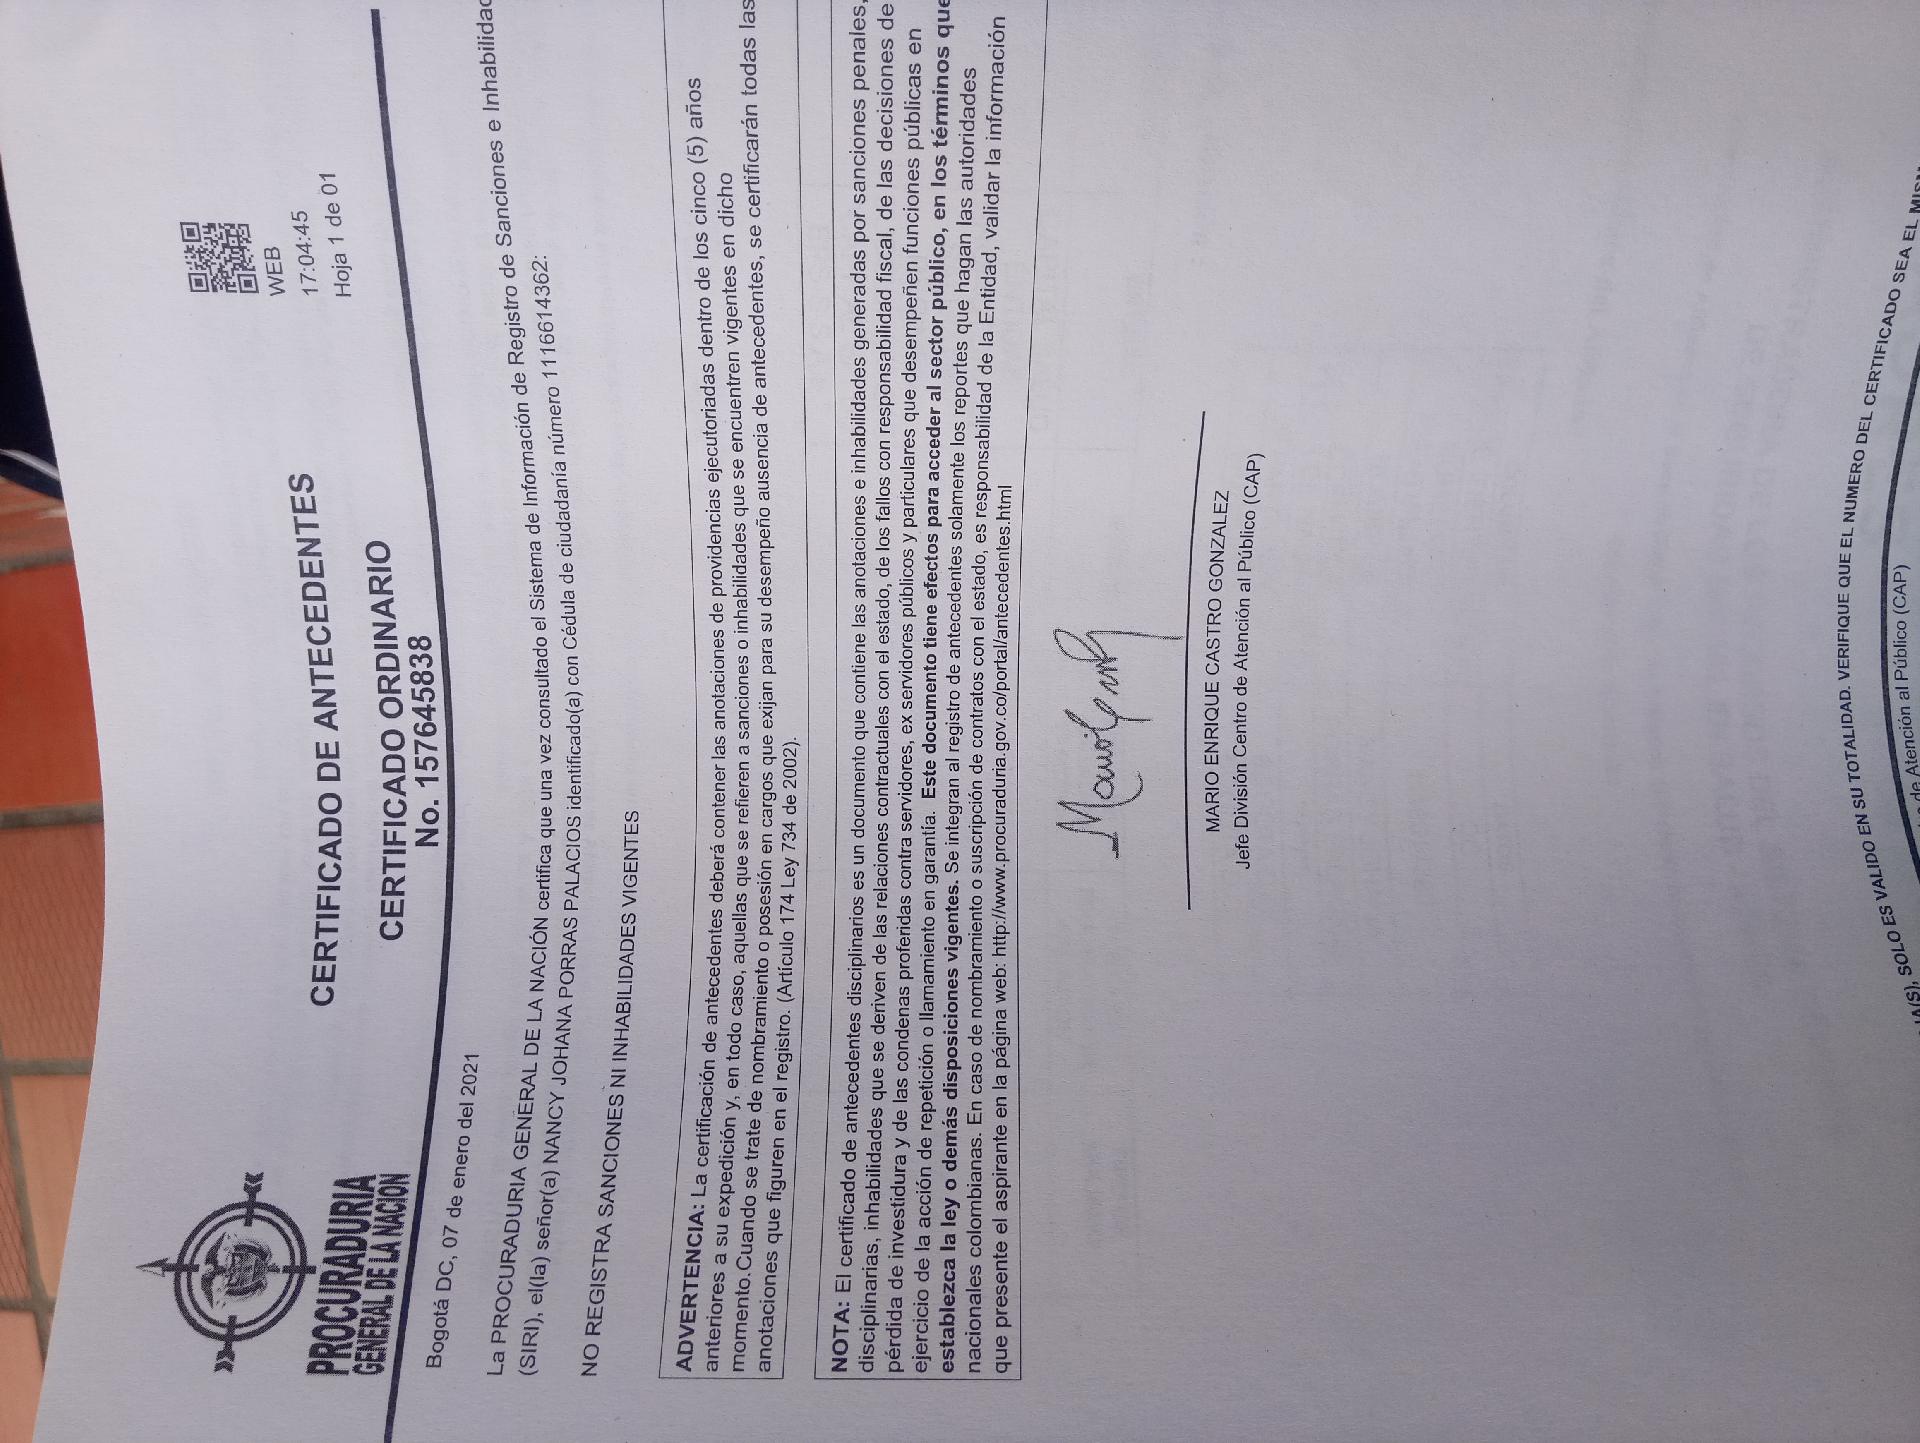 PROCURADURIA
GENERAL DE LA NACION
CERTIFICADO DE ANTECEDENTES
CERTIFICADO ORDINARIO
No. 157645838
WEB
17:04:45
Hoja 1 de 01
Bogotá DC, 07 de enero del 2021
La PROCURADURIA GENERAL DE LA NACIÓN certifica que una vez consultado el Sistema de Información de Registro de Sanciones e
(SIRI), el(la) señor(a) NANCY JOHANA PORRAS PALACIOS identificado(a) con Cédula de ciudadanía número 1116614362:
NO REGISTRA SANCIONES NI INHABILIDADES VIGENTES
ADVERTENCIA: La certificación de antecedentes deberá contener las anotaciones de providencias ejecutoriadas dentro de los cinco (5) años
anteriores a su expedición y, en todo caso, aquellas que se refieren a sanciones o inhabilidades que se encuentren vigentes en dicho
momento.Cuando se trate de nombramiento o posesión en cargos que exijan para su desempeño ausencia de antecedentes, se certificarán todas las
anotaciones que figuren en el registro. (Artículo 174 Ley 734 de 2002).
NOTA: El certificado de antecedentes disciplinarios es un documento que contiene las anotaciones e inhabilidades generadas por sanciones penales,
disciplinarias, inhabilidades que se deriven de las relaciones contractuales con el estado, de los fallos con responsabilidad fiscal, de las decisiones de
pérdida de investidura y de las condenas proferidas contra servidores, ex servidores públicos y particulares que desempeñen funciones públicas en
ejercicio de la acción de repetición o llamamiento en garantía. Este documento tiene efectos para acceder al sector público, en los términos que
establezca la ley o demás disposiciones vigentes. Se integran al registro de antecedentes solamente los reportes que hagan las autoridades
nacionales colombianas. En caso de nombramiento o suscripción de contratos con el estado, es responsabilidad de la Entidad, validar la información
que presente el aspirante en la página web: http://www.procuraduria.gov.co/portal/antecedentes.html
MARIO ENRIQUE CASTRO GONZALEZ
Jefe División Centro de Atención al Público (CAP)
SOLO ES VALIDO EN SU TOTALIDAD. VERIFIQUE QUE EL NUMERO DEL CERTIFICADO SEA EL
de Atención al Público (CAP)